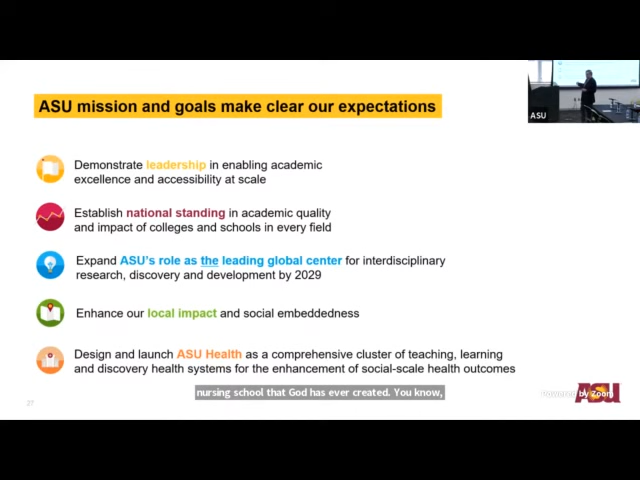 ASU mission and goals make clear our expectations
ASU
Demonstrate leadership in enabling academic
excellence and accessibility at scale
Establish national standing in academic quality
and impact of colleges and schools in every field
Expand ASU's role as the leading global center for interdisciplinary
research, discovery and development by 2029
Enhance our local impact and social embeddedness
Design and launch ASU Health as a comprehensive cluster of teaching, learning
and discovery health systems for the enhancement of social-scale health outcomes
nursing school that God has ever created. You know,
Powered by Zoom
ASU
27